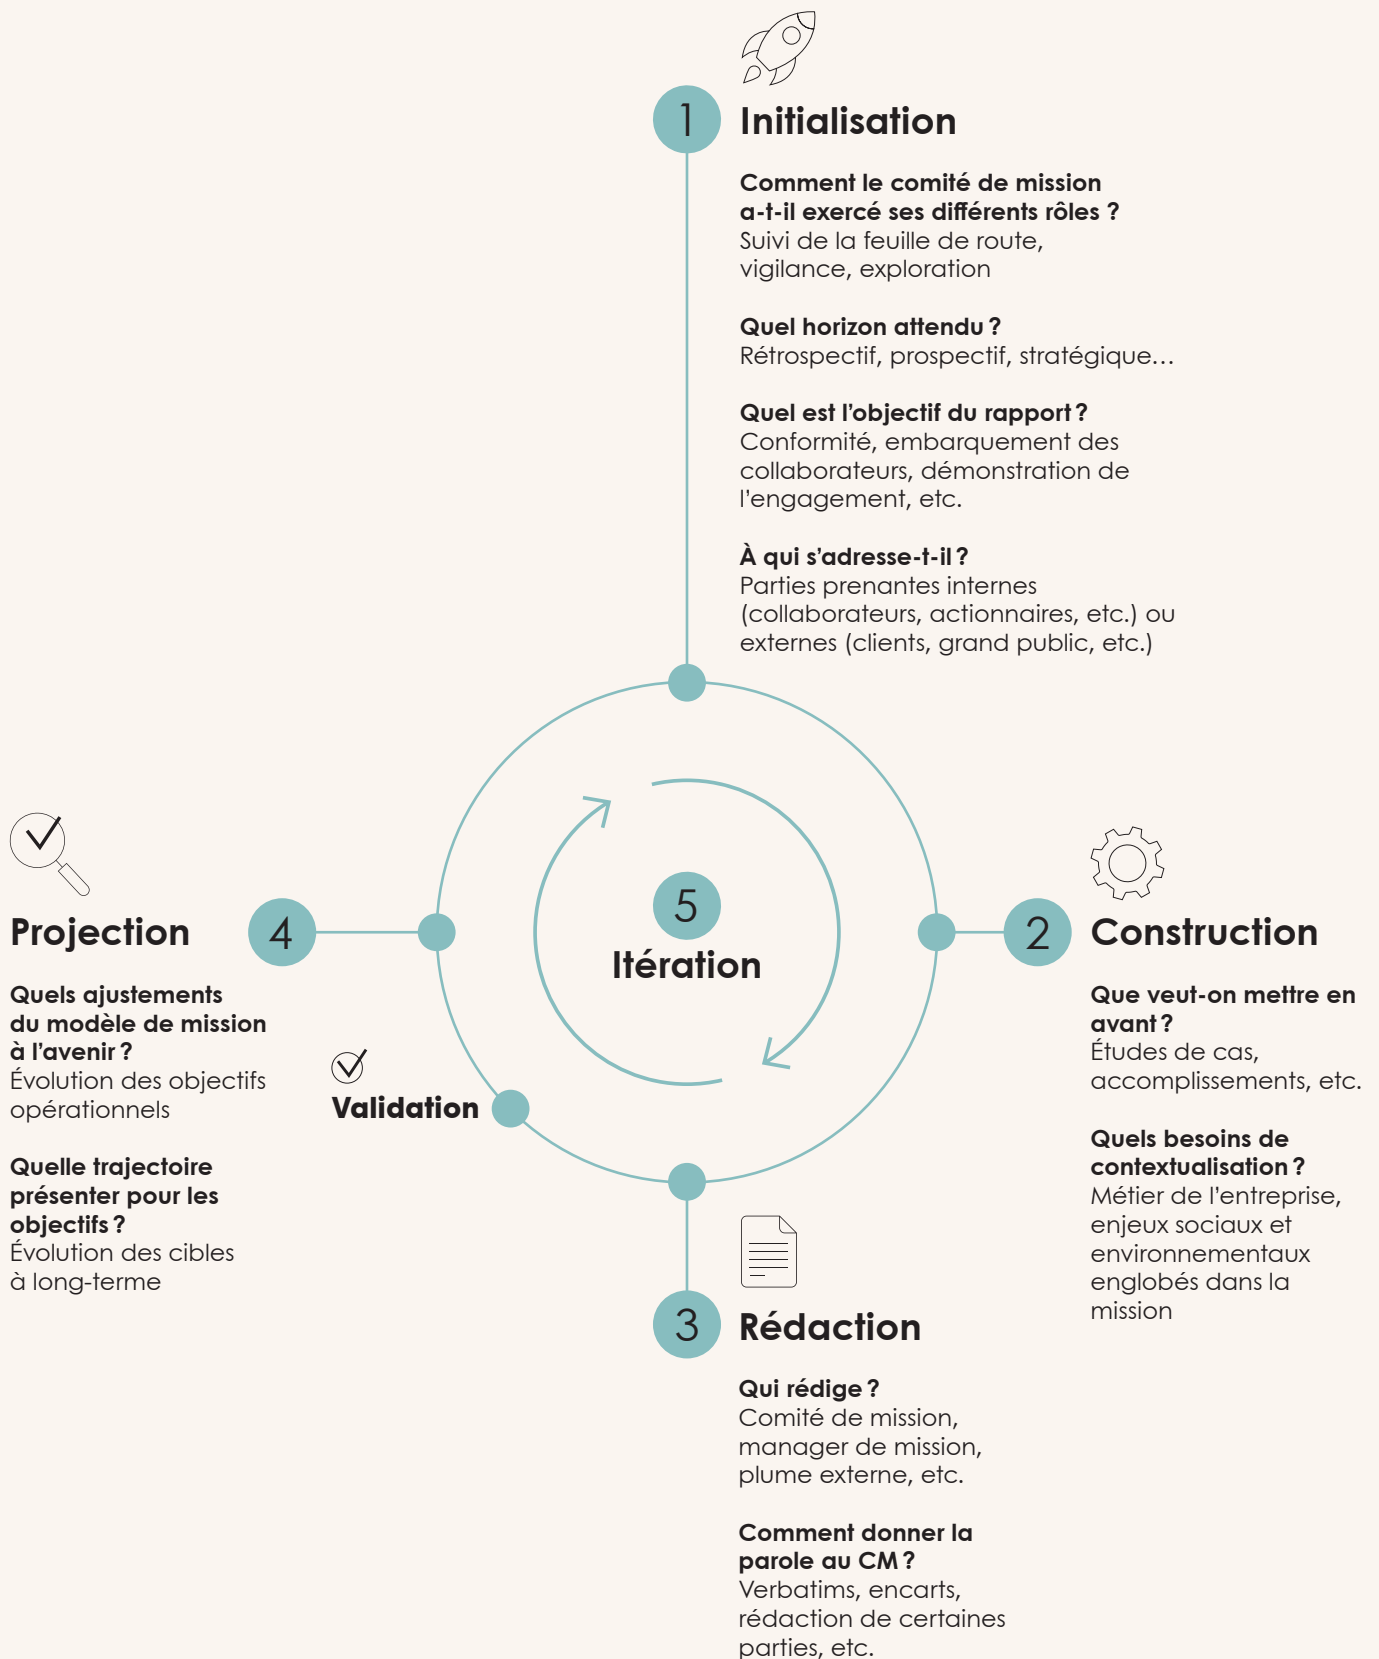 1
Initialisation
Comment le comité de mission
a-t-il exercé ses différents rôles ?
Suivi de la feuille de route,
vigilance, exploration
Quel horizon attendu ?
Rétrospectif, prospectif, stratégique…
Quel est l’objectif du rapport ?
Conformité, embarquement des
collaborateurs, démonstration de
l’engagement, etc.
À qui s’adresse-t-il ?
Parties prenantes internes
(collaborateurs, actionnaires, etc.) ou
externes (clients, grand public, etc.)
2
Construction
Que veut-on mettre en
avant ?
Études de cas,
accomplissements, etc.
Quels besoins de
contextualisation ?
Métier de l’entreprise,
enjeux sociaux et
environnementaux
englobés dans la
mission
3
Rédaction
Qui rédige ?
Comité de mission,
manager de mission,
plume externe, etc.
Comment donner la
parole au CM ?
Verbatims, encarts,
rédaction de certaines
parties, etc.
Validation
4
Projection
Quels ajustements
du modèle de mission
à l’avenir ?
Évolution des objectifs
opérationnels
Quelle trajectoire
présenter pour les
objectifs ?
Évolution des cibles
à long-terme
5
Itération